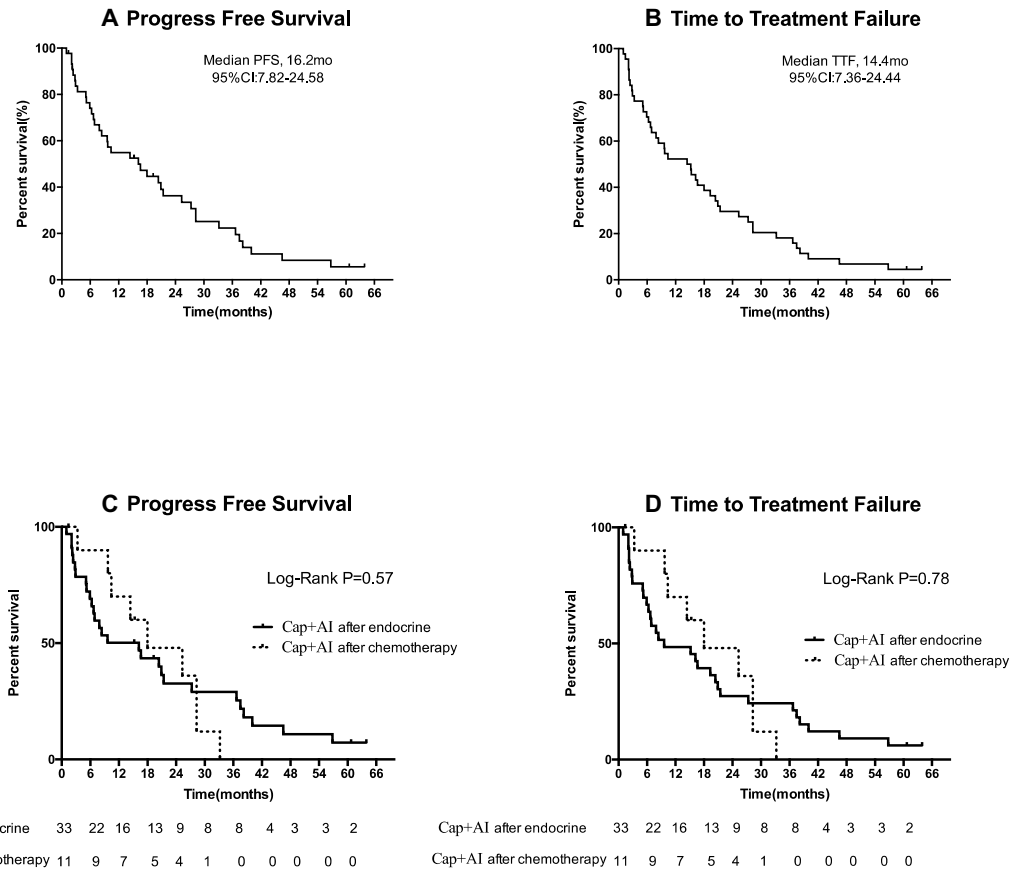 A Progress Free Survival
Median PFS, 16.2mo
95%CI:7.82-24.58
Percent survival(%)
100
80
60
40
20
0
0 6 12 18 24 30 36 42 48 54 60 66
Time(months)
B Time to Treatment Failure
Median TTF, 14.4mo
95%CI:7.36-24.44
Percent survival(%)
100
80
60
40
20
0
0 6 12 18 24 30 36 42 48 54 60 66
Time(months)
C Progress Free Survival
Log-Rank P=0.57
Cap+AI after endocrine
Cap+AI after chemotherapy
Percent survival
100
50
0
0 6 12 18 24 30 36 42 48 54 60 66
Time(months)
crine 33 22 16 13 9 8 8 4 3 3 2
otherapy 11 9 7 5 4 1 0 0 0 0 0
D Time to Treatment Failure
Log-Rank P=0.78
Cap+AI after endocrine
Cap+AI after chemotherapy
Percent survival
100
50
0
0 6 12 18 24 30 36 42 48 54 60 66
Time(months)
Cap+AI after endocrine 33 22 16 13 9 8 8 4 3 3 2
Cap+AI after chemotherapy 11 9 7 5 4 1 0 0 0 0 0